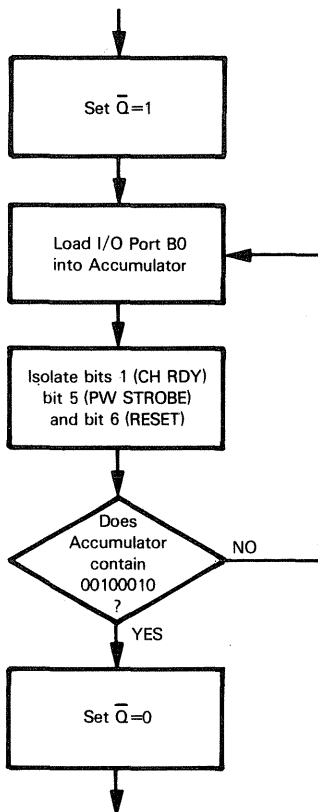 Set Q̅=1
Load I/O Port B0
into Accumulator
Isolate bits 1 (CH RDY)
bit 5 (PW STROBE)
and bit 6 (RESET)
Does
Accumulator
contain
00100010
?
NO
YES
Set Q̅=0